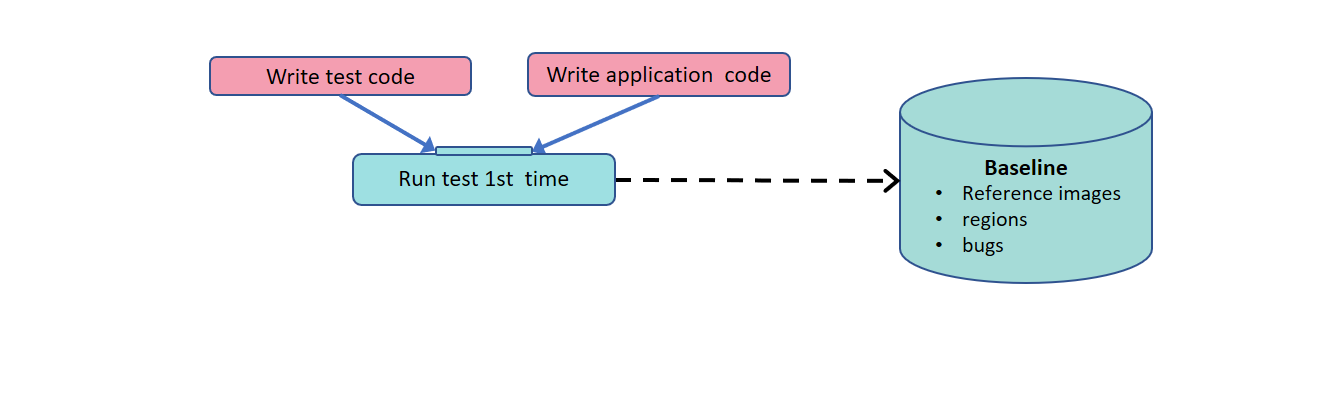 Write test code
Write application  code
Run test 1st  time
Baseline
• Reference images
• regions
• bugs